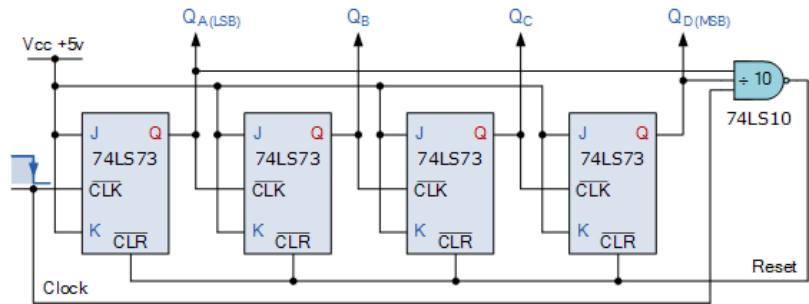 QA(LSB) QB QC QD(MSB)
Vcc +5v
÷ 10
74LS10
J Q J Q J Q J Q
74LS73 74LS73 74LS73 74LS73
CLK CLK CLK CLK
K CLR K CLR K CLR K CLR
Clock Reset